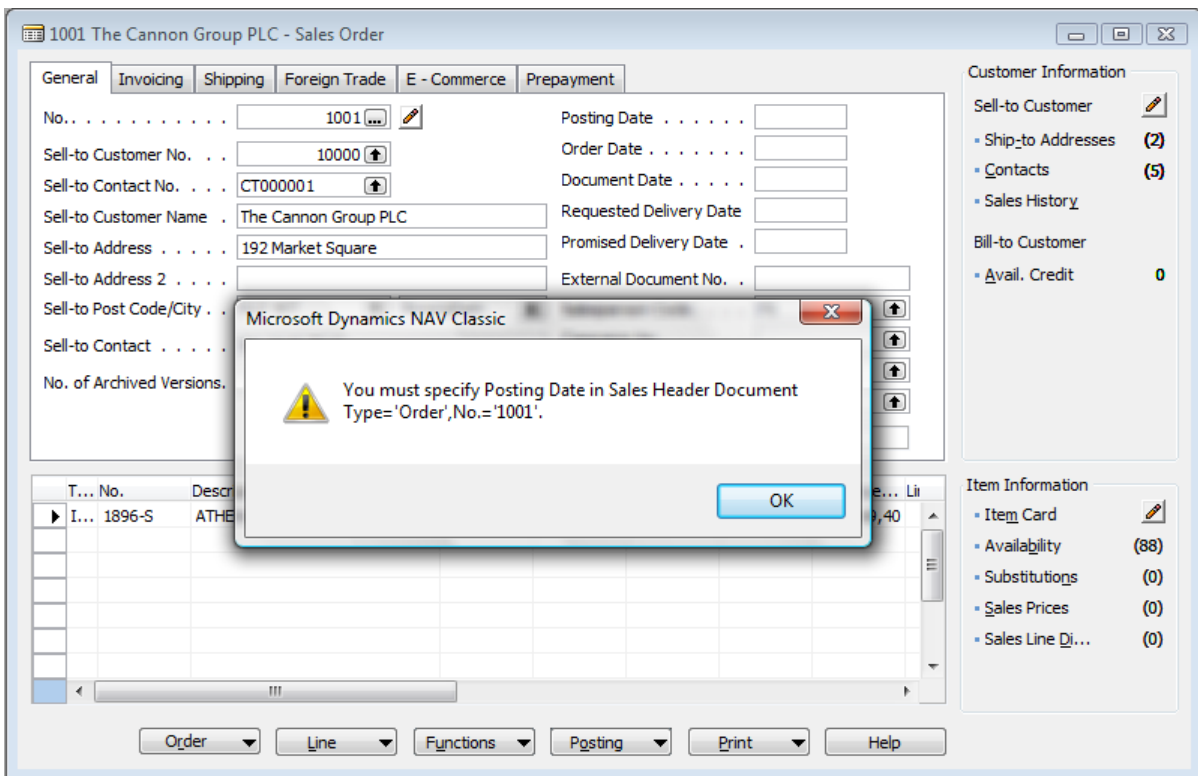 1001 The Cannon Group PLC - Sales Order
General Invoicing Shipping Foreign Trade E - Commerce Prepayment
No.. . . . . . . . . . . . 1001
Sell-to Customer No. . . 10000
Sell-to Contact No. . . . CT000001
Sell-to Customer Name . The Cannon Group PLC
Sell-to Address . . . . . 192 Market Square
Sell-to Address 2 . . . .
Sell-to Post Code/City . .
Sell-to Contact . . . . .
No. of Archived Versions.
Posting Date . . . . . .
Order Date . . . . . . .
Document Date . . . . .
Requested Delivery Date
Promised Delivery Date .
External Document No. .
Customer Information
Sell-to Customer
Ship-to Addresses (2)
Contacts (5)
Sales History
Bill-to Customer
Avail. Credit 0
Microsoft Dynamics NAV Classic
You must specify Posting Date in Sales Header Document
Type='Order',No.='1001'.
OK
T... No. Descr e... Li
I... 1896-S ATHE 9,40
Item Information
Item Card
Availability (88)
Substitutions (0)
Sales Prices (0)
Sales Line Di... (0)
Order Line Functions Posting Print Help